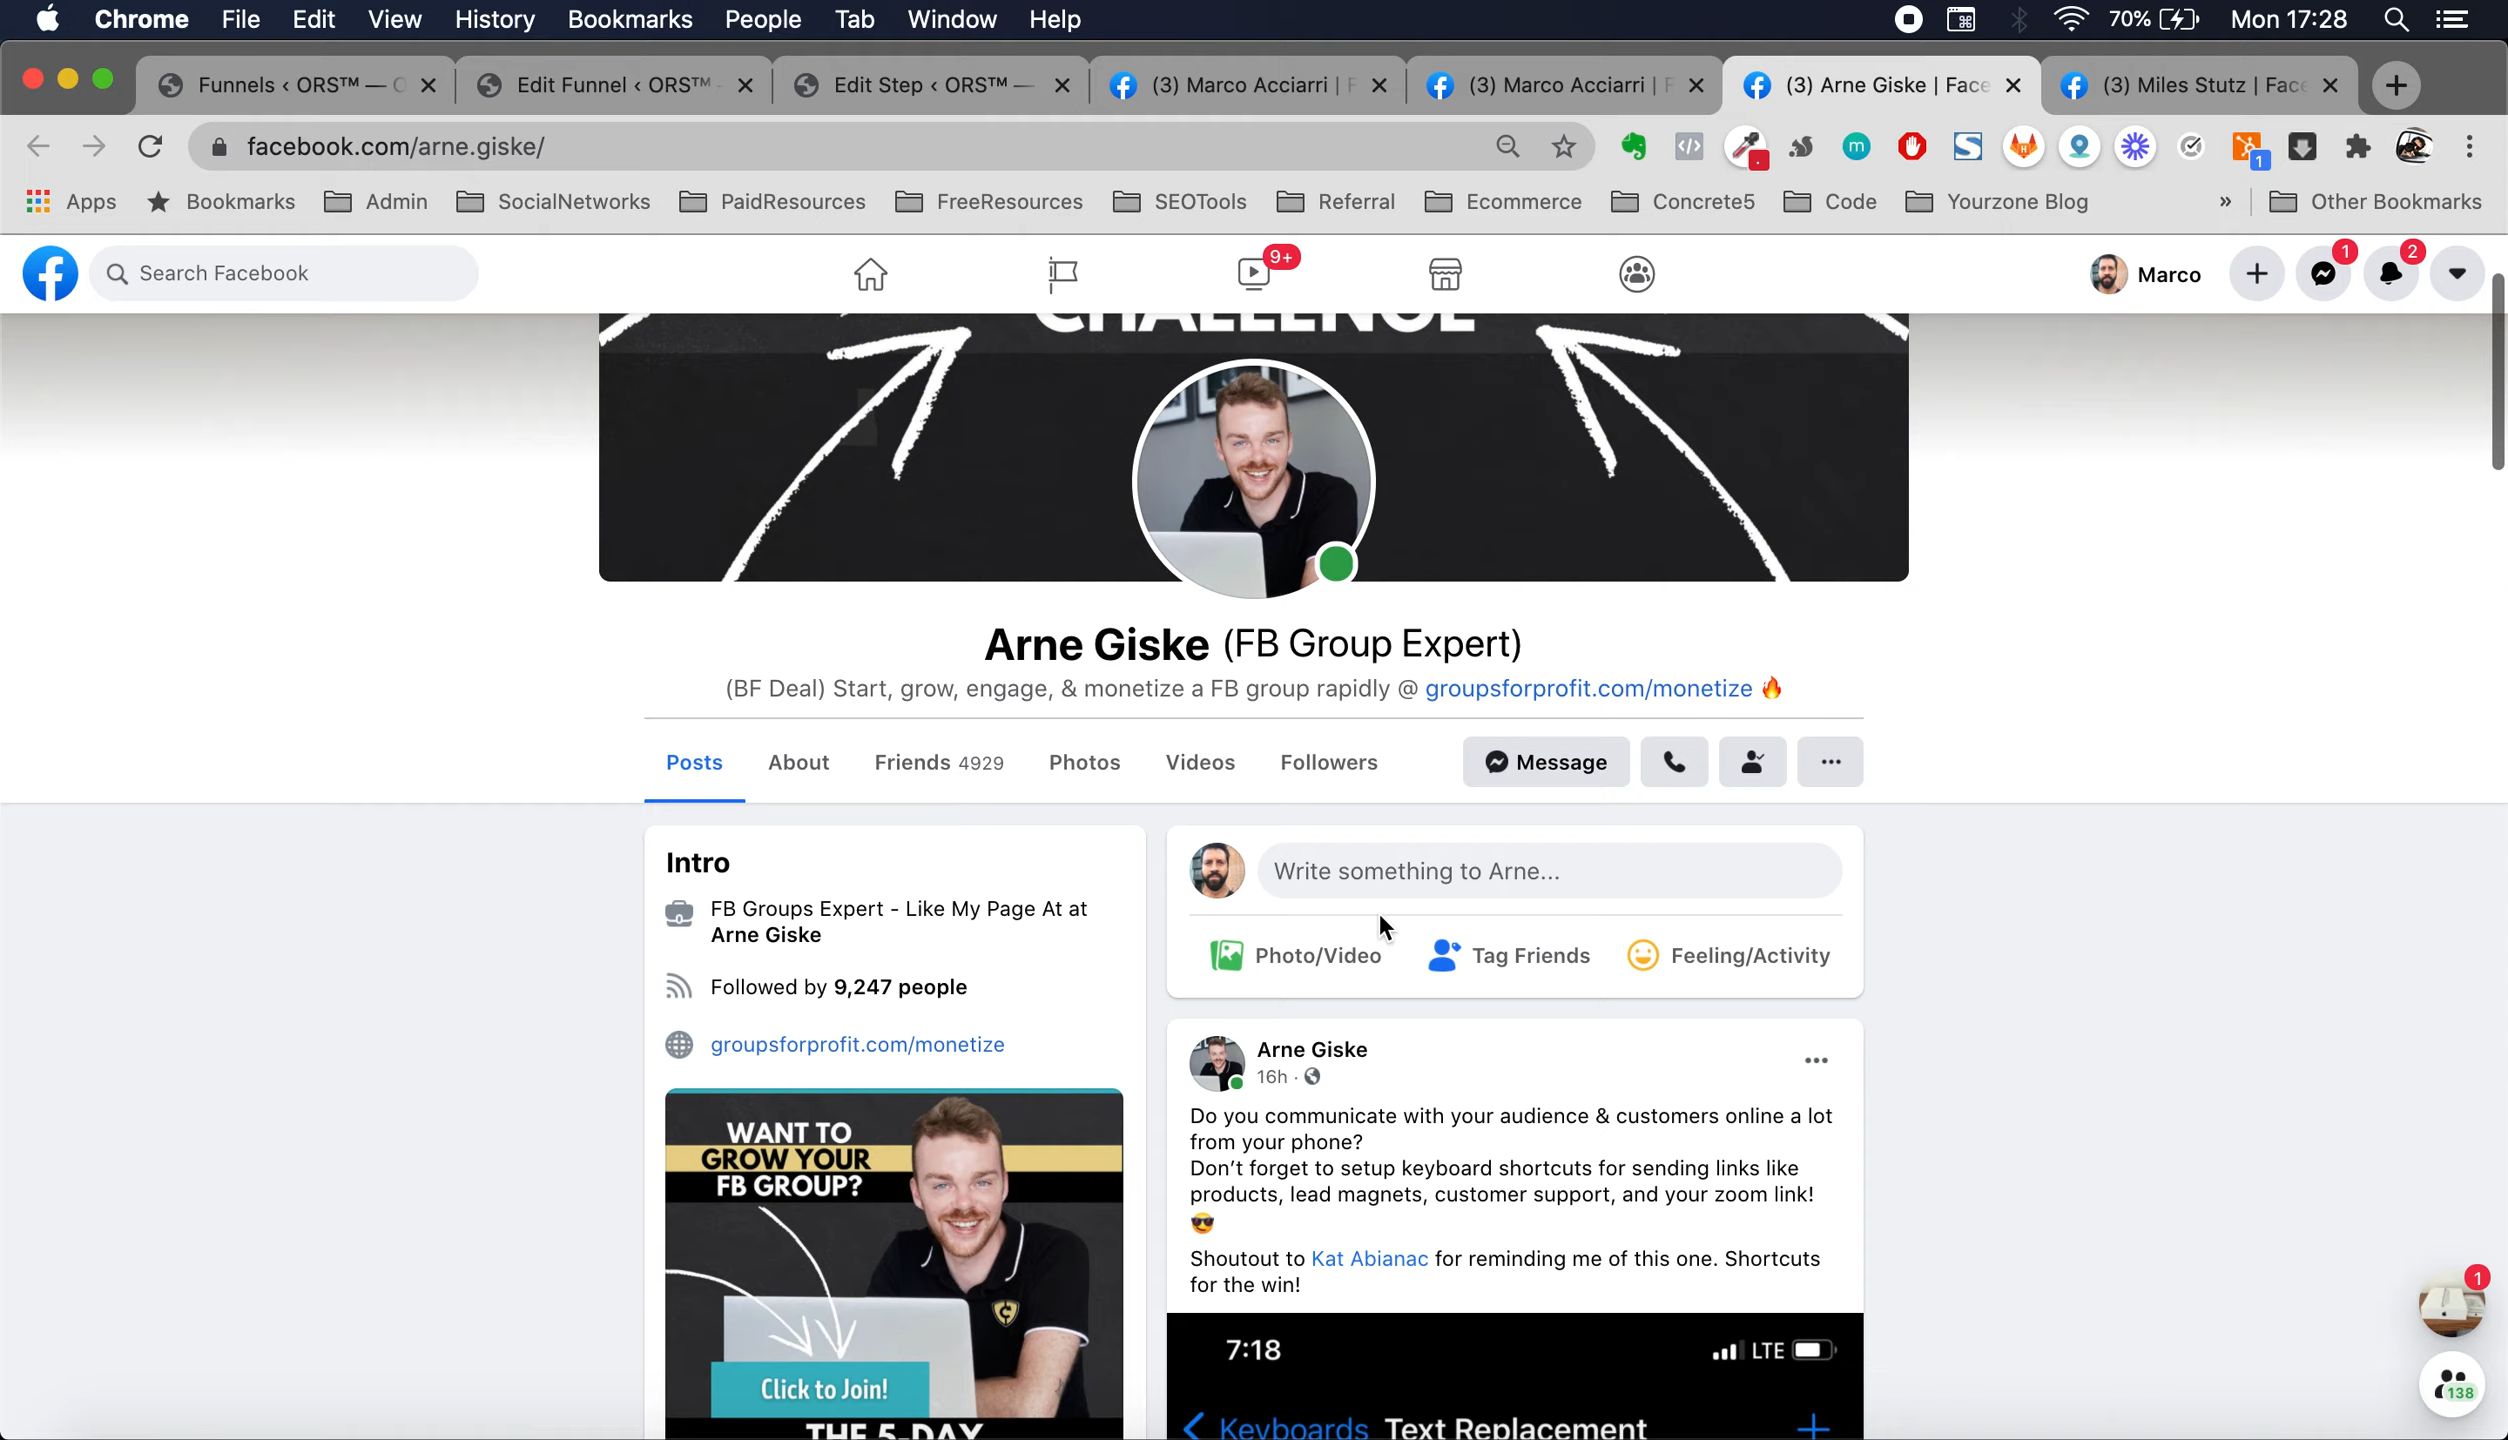 Chrome File Edit View History Bookmarks People Tab Window Help 70% Mon 17:28
Funnels ‹ ORS™ — Edit Funnel ‹ ORS™ Edit Step ‹ ORS™ — (3) Marco Acciarri | (3) Marco Acciarri | (3) Arne Giske | Face (3) Miles Stutz | Face
facebook.com/arne.giske/ 1
Apps Bookmarks Admin SocialNetworks PaidResources FreeResources SEOTools Referral Ecommerce Concrete5 Code Yourzone Blog » Other Bookmarks
Search Facebook 9+ Marco 1 2
CHALLENGE
Arne Giske (FB Group Expert)
(BF Deal) Start, grow, engage, & monetize a FB group rapidly @ groupsforprofit.com/monetize 🔥
Posts About Friends 4929 Photos Videos Followers Message
Intro
FB Groups Expert - Like My Page At at
Arne Giske
Followed by 9,247 people
groupsforprofit.com/monetize
WANT TO
GROW YOUR
FB GROUP?
Click to Join!
THE 5-DAY
Write something to Arne...
Photo/Video Tag Friends Feeling/Activity
Arne Giske
16h ·
Do you communicate with your audience & customers online a lot
from your phone?
Don't forget to setup keyboard shortcuts for sending links like
products, lead magnets, customer support, and your zoom link!
😎
Shoutout to Kat Abianac for reminding me of this one. Shortcuts
for the win!
7:18 LTE
Keyboards Text Replacement +
1
138